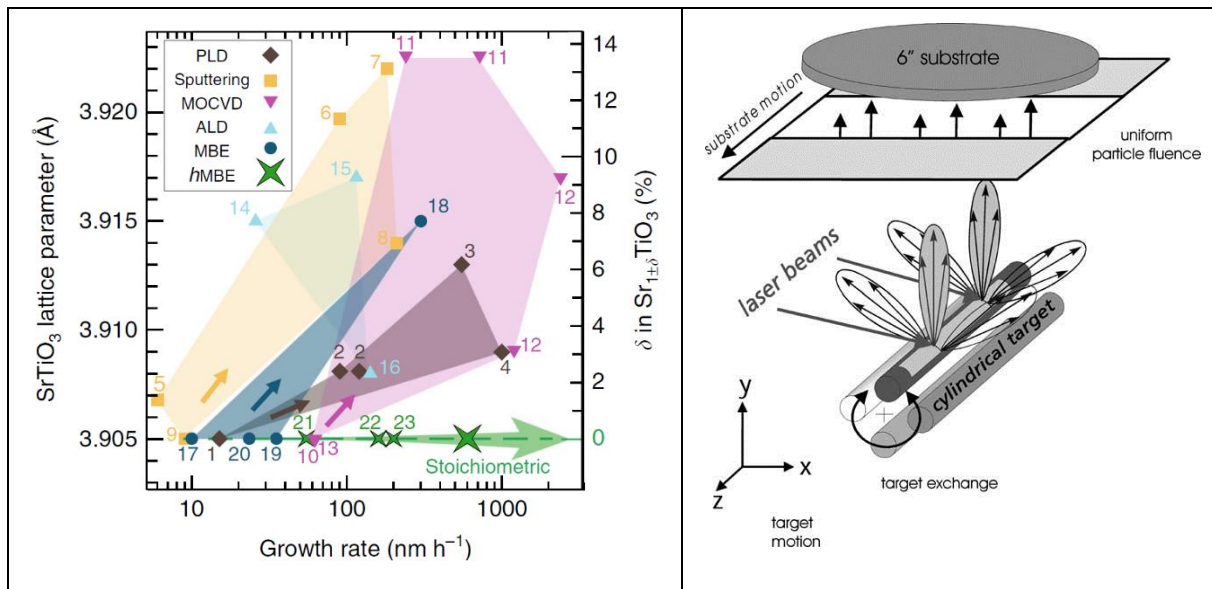 PLD
Sputtering
MOCVD
ALD
MBE
hMBE
SrTiO₃ lattice parameter (Å)
3.920
3.915
3.910
3.905
14
12
10
8
6
4
2
0
δ in Sr₁±δTiO₃ (%)
7
11
11
6
15
12
14
18
8
3
2
2
16
4
12
5
9
21
22
23
17
1
20
19
10
13
Stoichiometric
10
100
1000
Growth rate (nm h⁻¹)
6" substrate
substrate motion
uniform
particle fluence
laser beams
cylindrical target
y
x
z
target exchange
target
motion